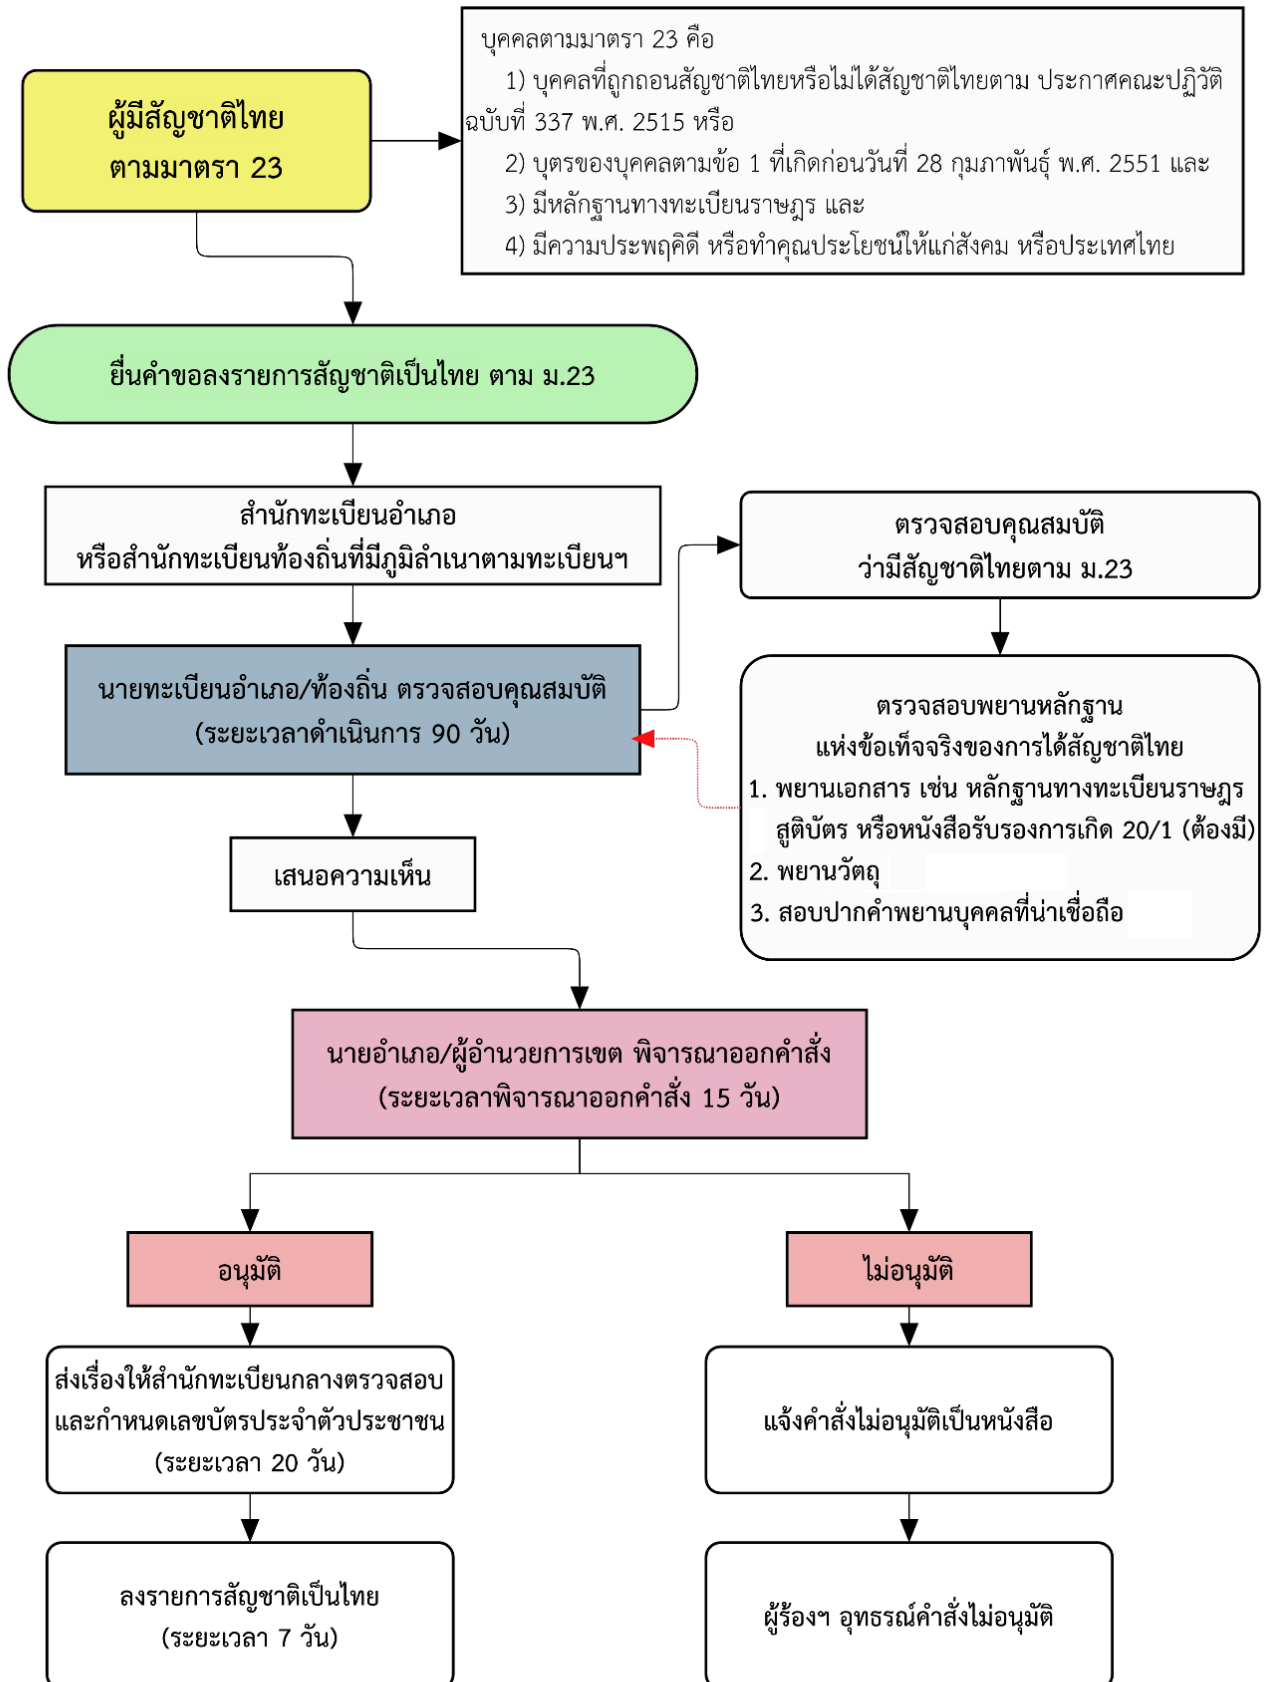 ผู้มีสัญชาติไทย
ตามมาตรา 23
บุคคลตามมาตรา 23 คือ
1) บุคคลที่ถูกถอนสัญชาติไทยหรือไม่ได้สัญชาติไทยตาม ประกาศคณะปฏิวัติ
ฉบับที่ 337 พ.ศ. 2515 หรือ
2) บุตรของบุคคลตามข้อ 1 ที่เกิดก่อนวันที่ 28 กุมภาพันธุ์ พ.ศ. 2551 และ
3) มีหลักฐานทางทะเบียนราษฎร และ
4) มีความประพฤคิดี หรือทำคุณประโยชน์ให้แก่สังคม หรือประเทศไทย
ยื่นคำขอลงรายการสัญชาติเป็นไทย ตาม ม.23
สำนักทะเบียนอำเภอ
หรือสำนักทะเบียนท้องถิ่นที่มีภูมิลำเนาตามทะเบียนฯ
ตรวจสอบคุณสมบัติ
ว่ามีสัญชาติไทยตาม ม.23
นายทะเบียนอำเภอ/ท้องถิ่น ตรวจสอบคุณสมบัติ
(ระยะเวลาดำเนินการ 90 วัน)
ตรวจสอบพยานหลักฐาน
แห่งข้อเท็จจริงของการได้สัญชาติไทย
1. พยานเอกสาร เช่น หลักฐานทางทะเบียนราษฎร
สูติบัตร หรือหนังสือรับรองการเกิด 20/1 (ต้องมี)
2. พยานวัตถุ
3. สอบปากคำพยานบุคคลที่น่าเชื่อถือ
เสนอความเห็น
นายอำเภอ/ผู้อำนวยการเขต พิจารณาออกคำสั่ง
(ระยะเวลาพิจารณาออกคำสั่ง 15 วัน)
อนุมัติ
ไม่อนุมัติ
ส่งเรื่องให้สำนักทะเบียนกลางตรวจสอบ
และกำหนดเลขบัตรประจำตัวประชาชน
(ระยะเวลา 20 วัน)
แจ้งคำสั่งไม่อนุมัติเป็นหนังสือ
ลงรายการสัญชาติเป็นไทย
(ระยะเวลา 7 วัน)
ผู้ร้องฯ อุทธรณ์คำสั่งไม่อนุมัติ